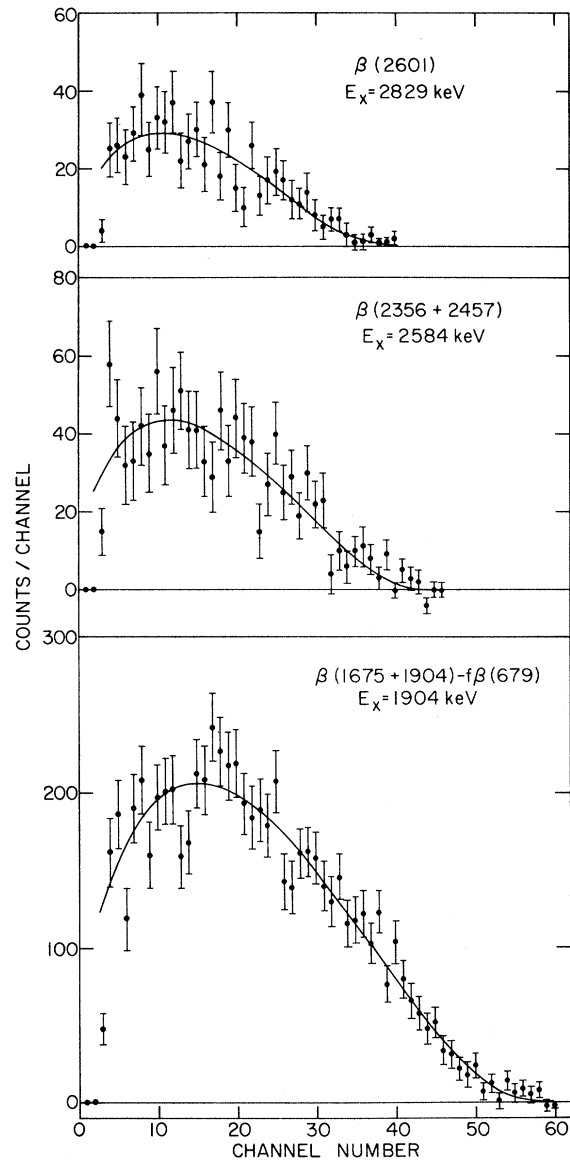 60
β (2601)
Eₓ = 2829 keV
40
20
0
80
β (2356 + 2457)
Eₓ = 2584 keV
60
40
20
0
COUNTS / CHANNEL
300
β (1675 + 1904) - fβ (679)
Eₓ = 1904 keV
200
100
0
0 10 20 30 40 50 60
CHANNEL NUMBER